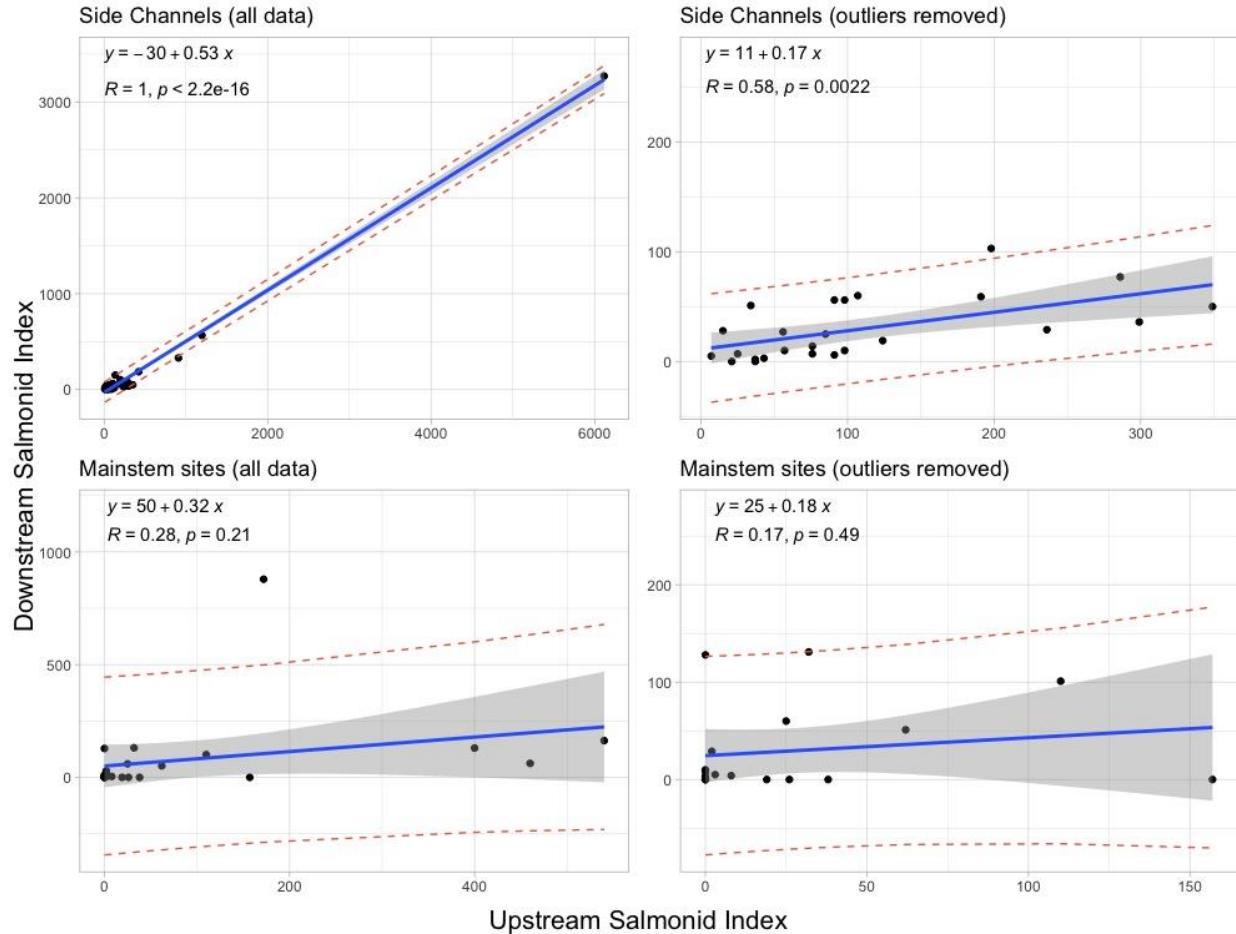 Side Channels (all data)
y = −30 + 0.53 x
R = 1, p < 2.2e-16
3000
2000
1000
0
0 2000 4000 6000
Side Channels (outliers removed)
y = 11 + 0.17 x
R = 0.58, p = 0.0022
200
100
0
0 100 200 300
Mainstem sites (all data)
y = 50 + 0.32 x
R = 0.28, p = 0.21
1000
500
0
0 200 400
Mainstem sites (outliers removed)
y = 25 + 0.18 x
R = 0.17, p = 0.49
200
100
0
0 50 100 150
Downstream Salmonid Index
Upstream Salmonid Index